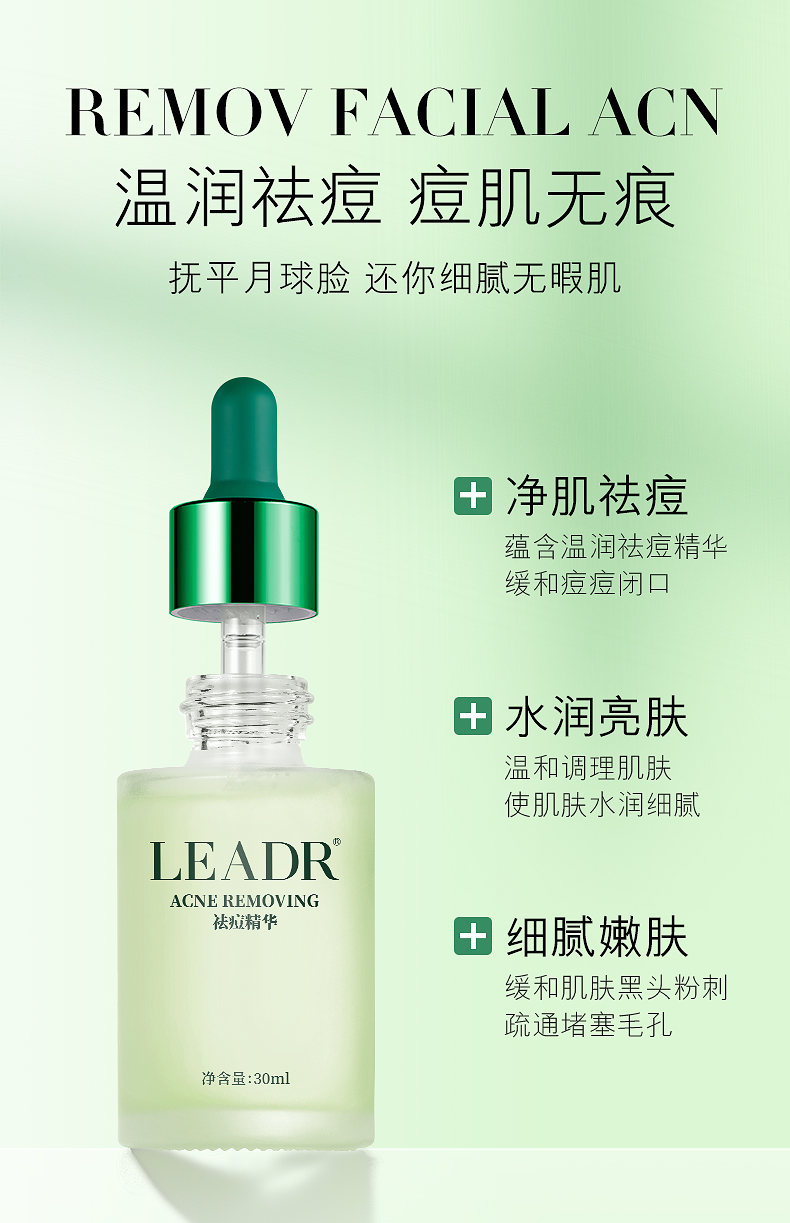 REMOV FACIAL ACN
温润祛痘 痘肌无痕
抚平月球脸 还你细腻无暇肌
净肌祛痘
蕴含温润祛痘精华
缓和痘痘闭口
水润亮肤
温和调理肌肤
使肌肤水润细腻
细腻嫩肤
缓和肌肤黑头粉刺
疏通堵塞毛孔
LEADR®
ACNE REMOVING
祛痘精华
净含量:30ml